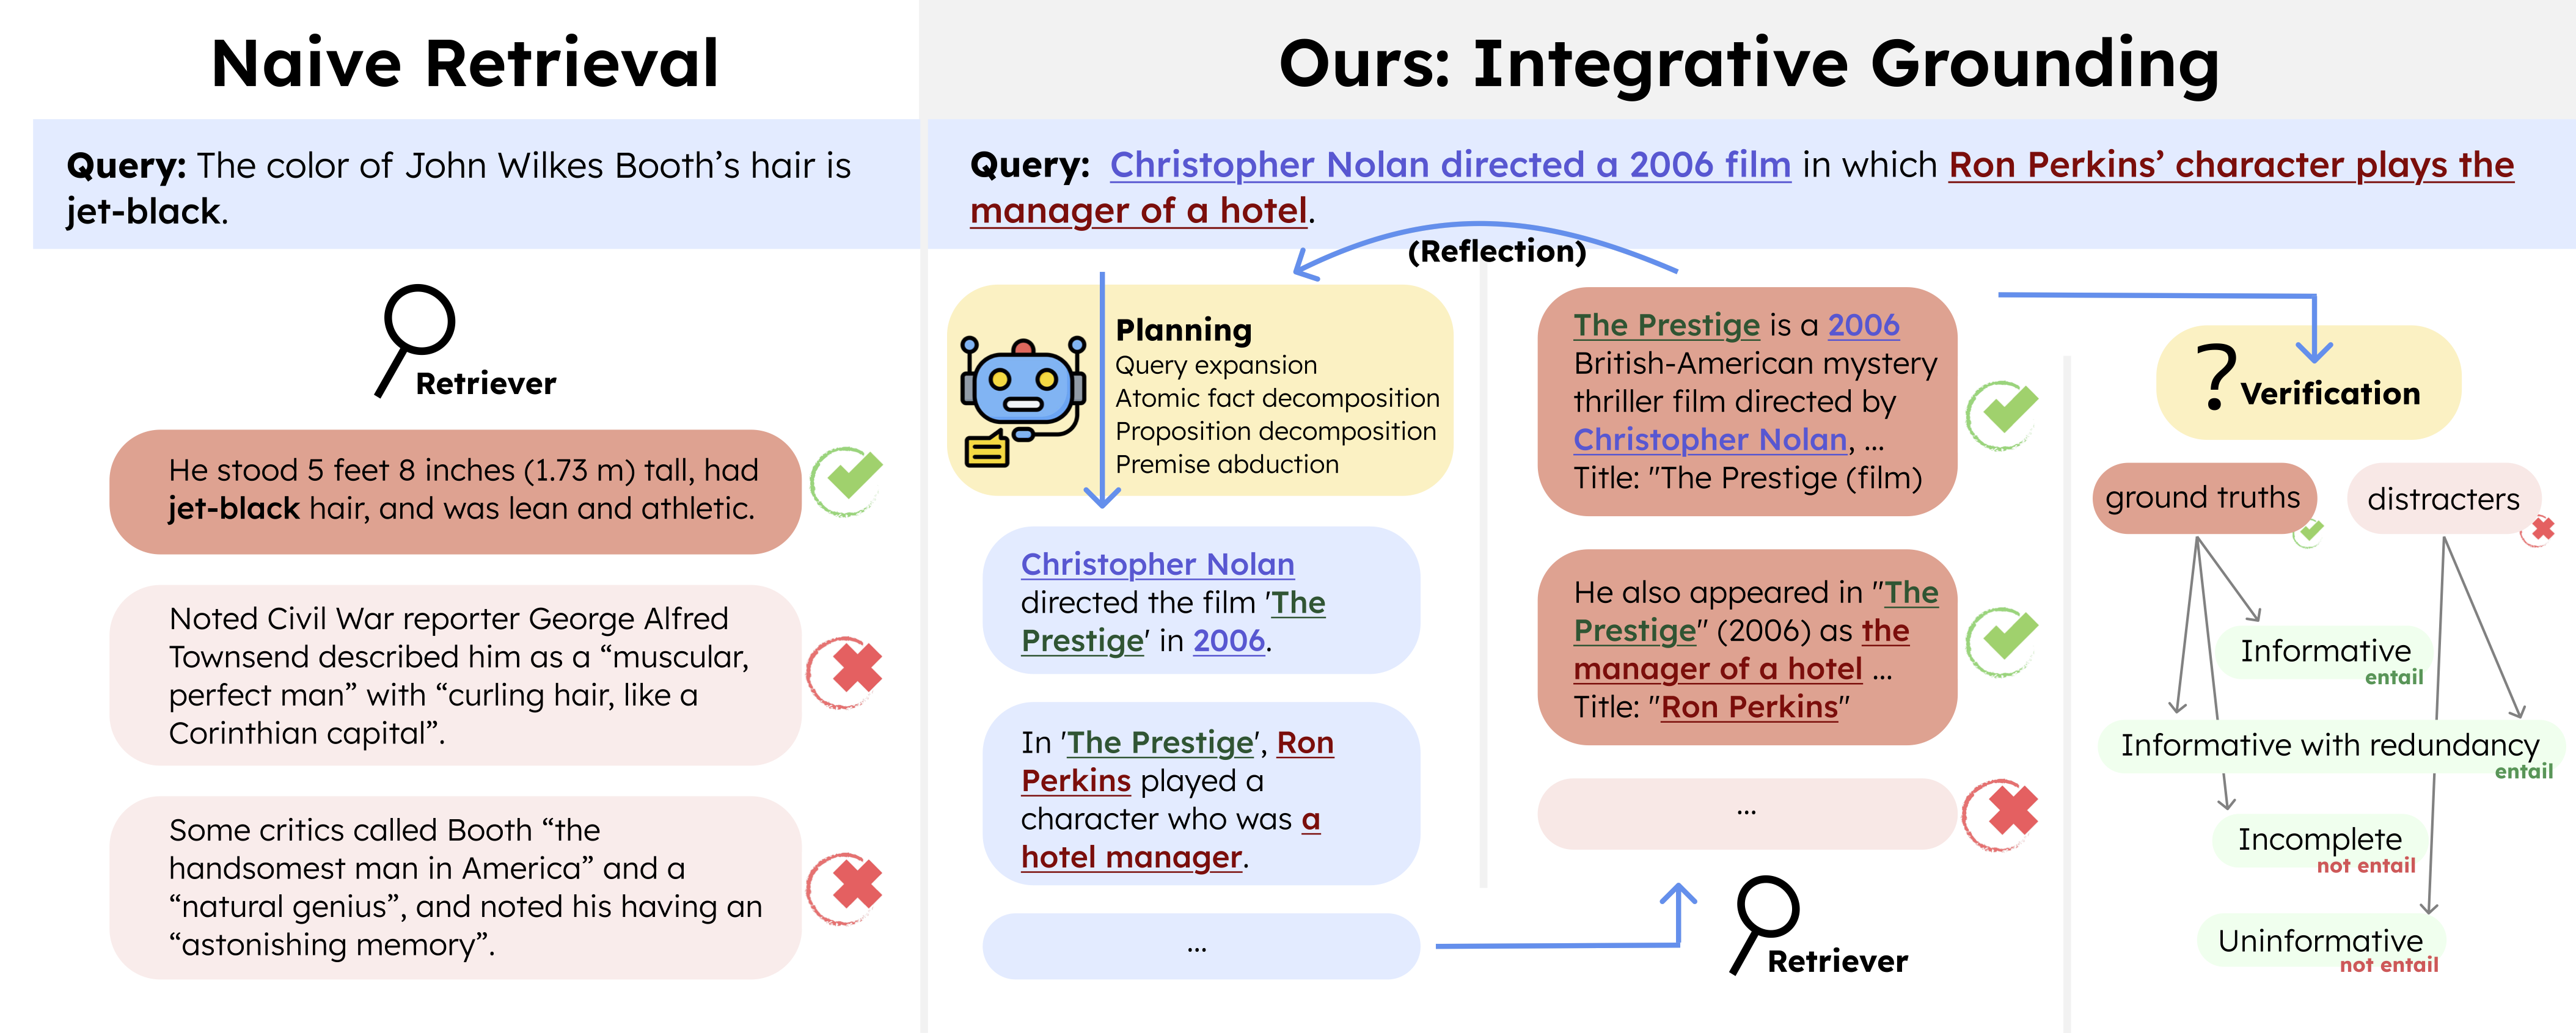 Naive Retrieval
Query: The color of John Wilkes Booth’s hair is
jet-black.
Retriever
He stood 5 feet 8 inches (1.73 m) tall, had
jet-black hair, and was lean and athletic.
Noted Civil War reporter George Alfred
Townsend described him as a “muscular,
perfect man” with “curling hair, like a
Corinthian capital”.
Some critics called Booth “the
handsomest man in America” and a
“natural genius”, and noted his having an
“astonishing memory”.
Ours: Integrative Grounding
Query: Christopher Nolan directed a 2006 film in which Ron Perkins’ character plays the
manager of a hotel.
(Reflection)
Planning
Query expansion
Atomic fact decomposition
Proposition decomposition
Premise abduction
Christopher Nolan
directed the film 'The
Prestige' in 2006.
In 'The Prestige', Ron
Perkins played a
character who was a
hotel manager.
...
The Prestige is a 2006
British-American mystery
thriller film directed by
Christopher Nolan, ...
Title: "The Prestige (film)
He also appeared in "The
Prestige" (2006) as the
manager of a hotel ...
Title: "Ron Perkins"
...
Retriever
?
Verification
ground truths
distracters
Informative
entail
Informative with redundancy
entail
Incomplete
not entail
Uninformative
not entail